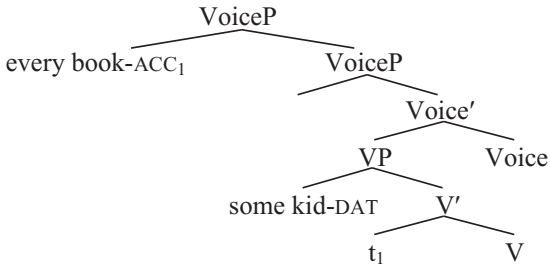 VoiceP
every book-ACC₁ VoiceP
Voice′
VP Voice
some kid-DAT V′
t₁ V